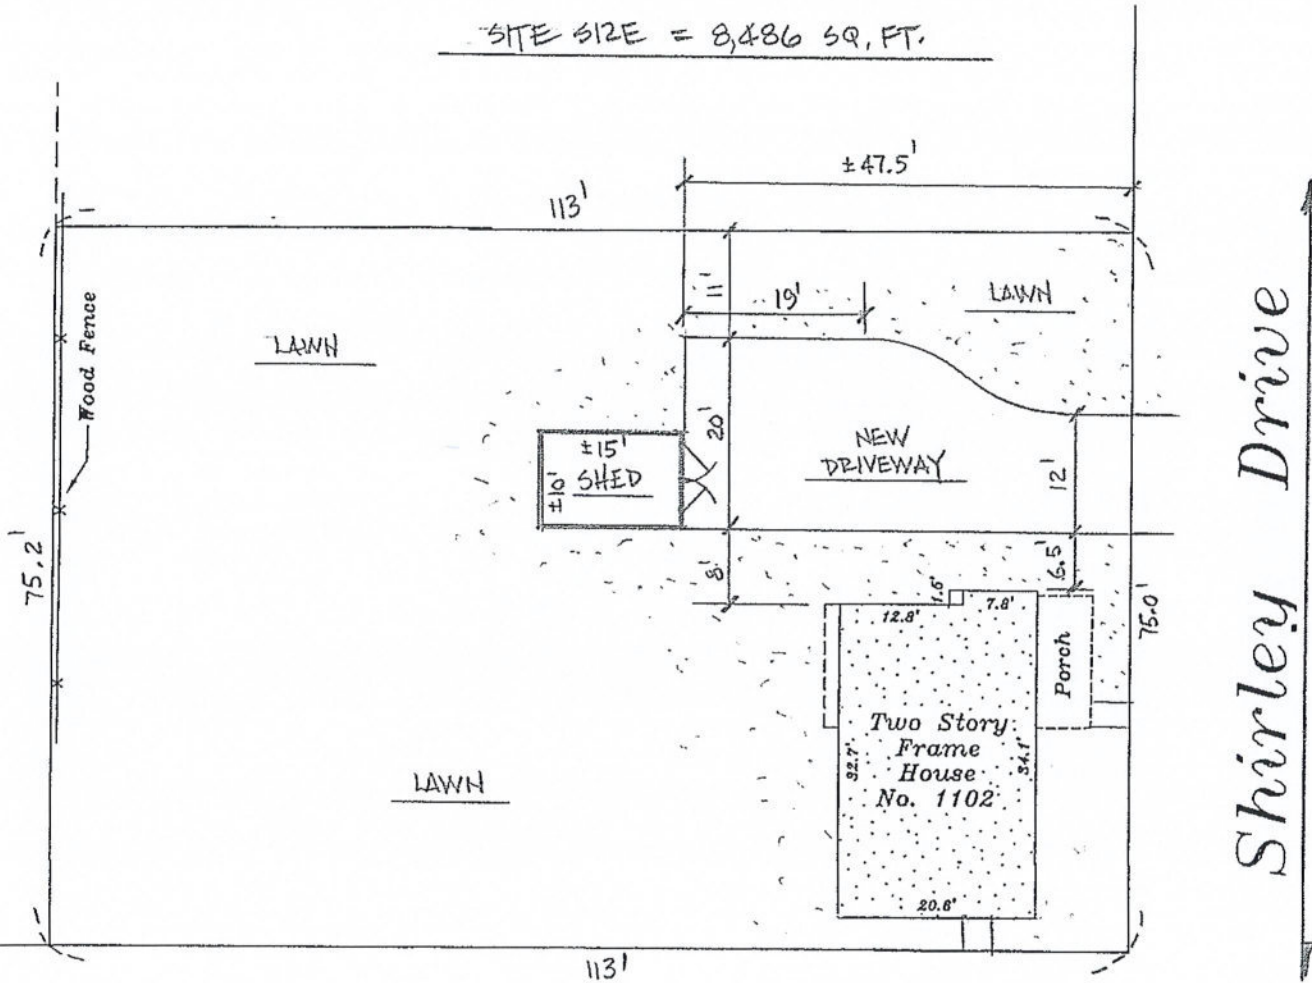 SITE SIZE = 8,486 SQ. FT.
±47.5'
113'
11'
19'
LAWN
Wood Fence
LAWN
20'
NEW
DRIVEWAY
12'
±15'
±10'
SHED
75.2'
8'
6.5'
1.6'
12.8'
7.8'
Porch
75.0'
Two Story
Frame
House
No. 1102
32.7'
34.1'
20.6'
LAWN
113'
Shirley Drive